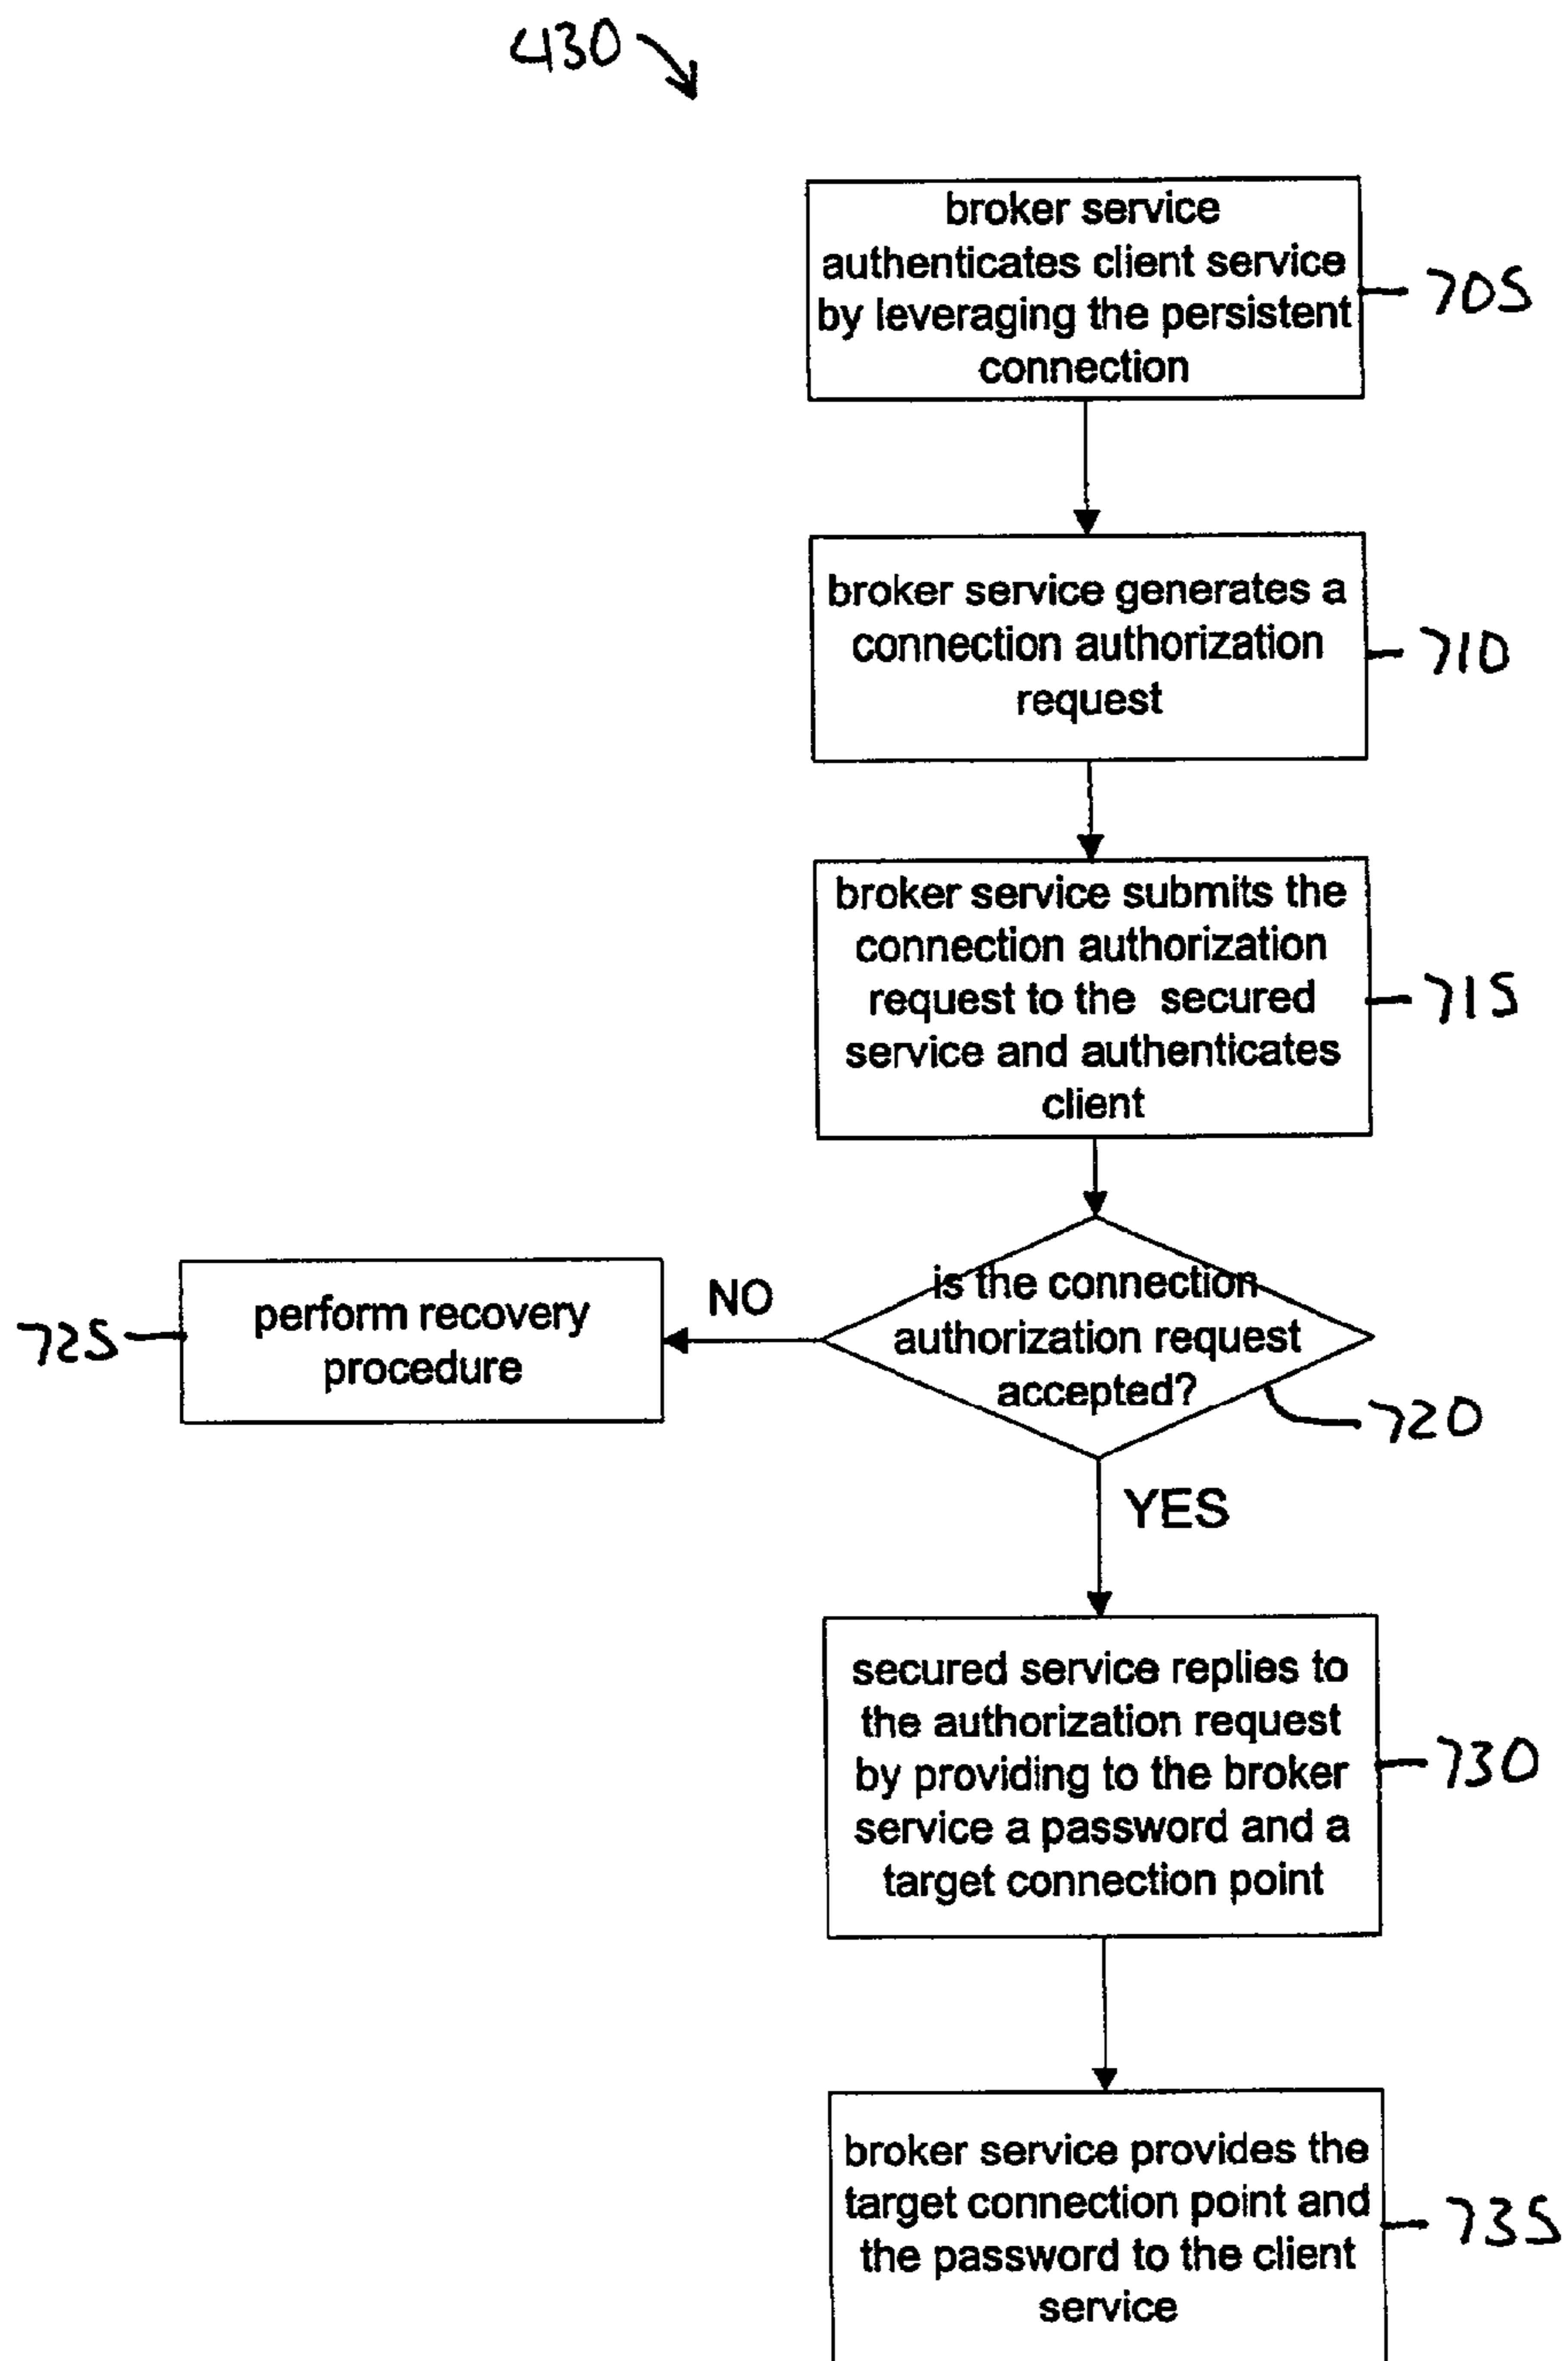 430
broker service
authenticates client service
by leveraging the persistent
connection
705
broker service generates a
connection authorization
request
710
broker service submits the
connection authorization
request to the secured
service and authenticates
client
715
is the connection
authorization request
accepted?
720
NO
perform recovery
procedure
725
YES
secured service replies to
the authorization request
by providing to the broker
service a password and a
target connection point
730
broker service provides the
target connection point and
the password to the client
service
735